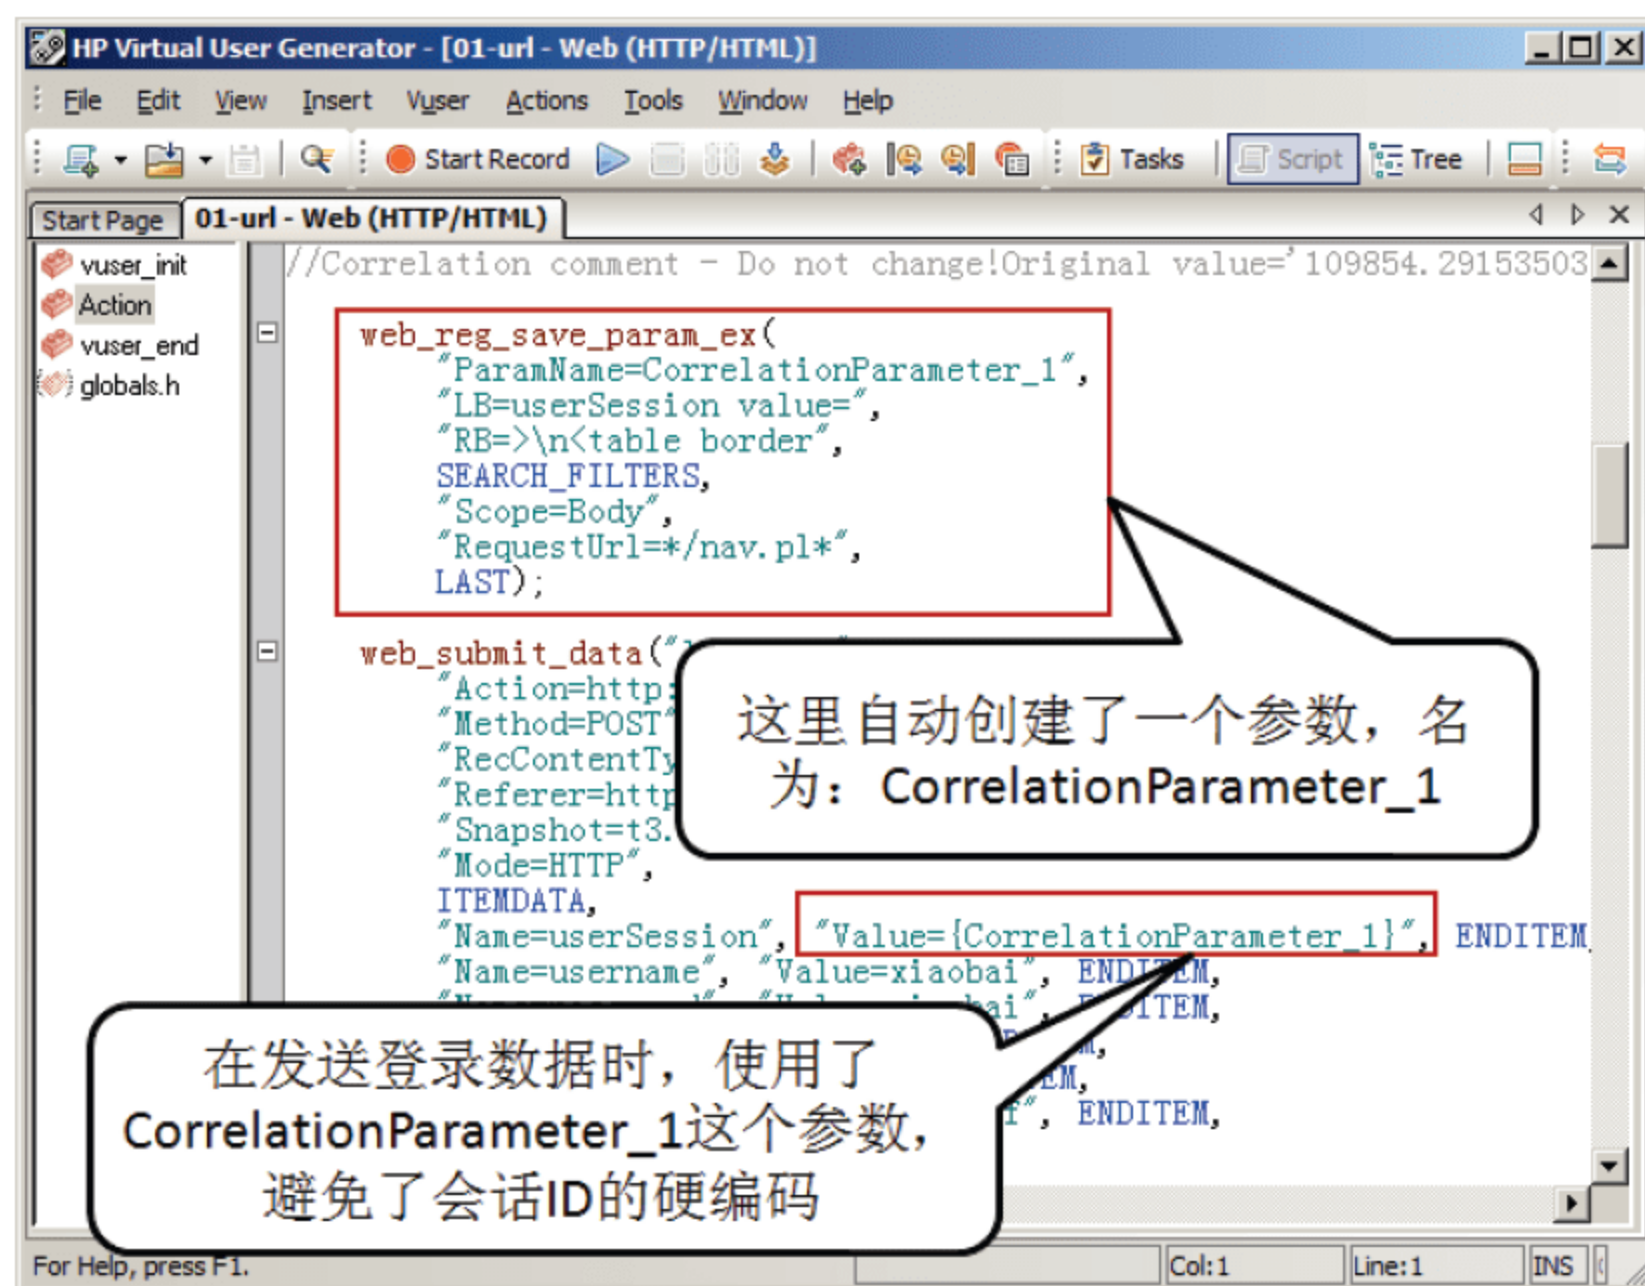 HP Virtual User Generator - [01-url - Web (HTTP/HTML)]
File Edit View Insert Vuser Actions Tools Window Help
Start Record Tasks Script Tree
Start Page 01-url - Web (HTTP/HTML)
vuser_init
Action
vuser_end
globals.h
//Correlation comment - Do not change!Original value='109854.29153503
web_reg_save_param_ex(
"ParamName=CorrelationParameter_1",
"LB=userSession value=",
"RB=>\n<table border",
SEARCH_FILTERS,
"Scope=Body",
"RequestUrl=*/nav.pl*",
LAST);
web_submit_data("
"Action=http:
"Method=POST"
"RecContentTy
"Referer=http
"Snapshot=t3.
"Mode=HTTP",
ITEMDATA,
"Name=userSession", "Value={CorrelationParameter_1}", ENDITEM,
"Name=username", "Value=xiaobai", ENDITEM,
ENDITEM,
", ENDITEM,
这里自动创建了一个参数，名
为：CorrelationParameter_1
在发送登录数据时，使用了
CorrelationParameter_1这个参数，
避免了会话ID的硬编码
For Help, press F1.
Col:1
Line:1
INS